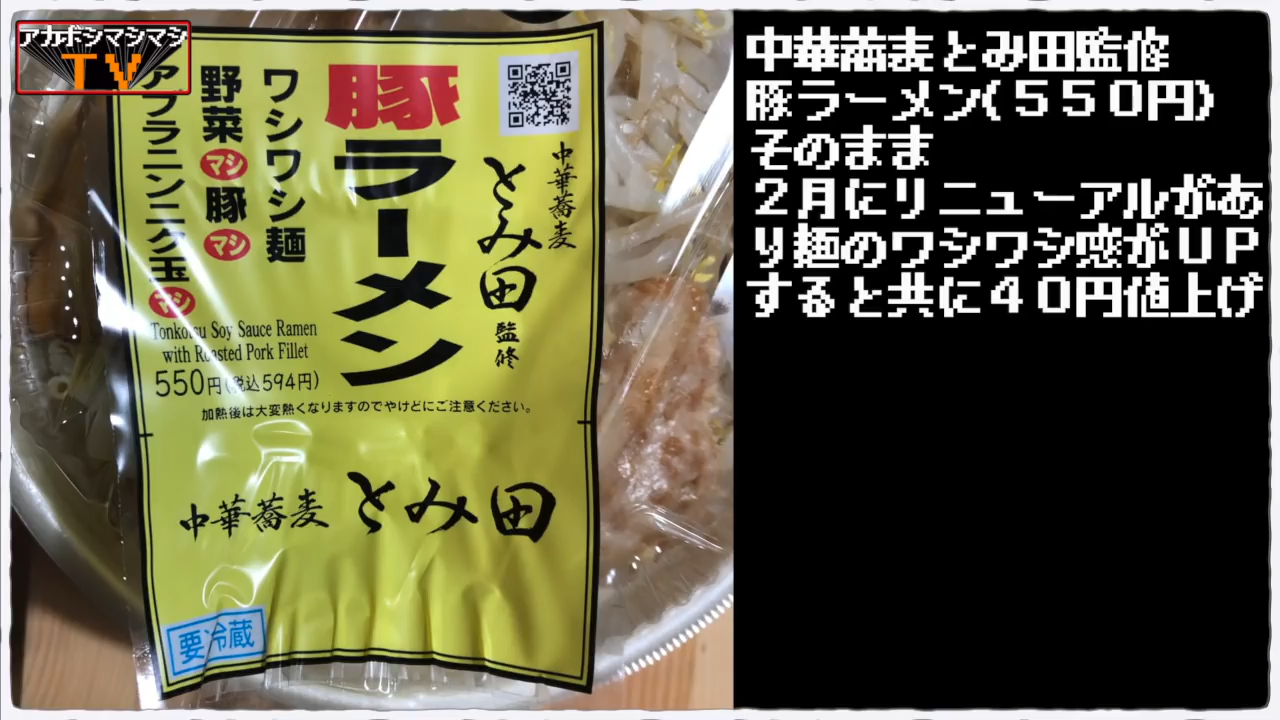 アカボシマシマシ
TV
豚ラーメン
中華蕎麦
とみ田
監修
ワシワシ麺
野菜マシ豚マシ
アブラニンニク玉マシ
Tonkotsu Soy Sauce Ramen
with Roasted Pork Fillet
550円(税込594円)
加熱後は大変熱くなりますのでやけどにご注意ください。
中華蕎麦 とみ田
要冷蔵
中華蕎麦とみ田監修
豚ラーメン(550円)
そのまま
2月にリニューアルがあ
り麺のワシワシ感がUP
すると共に40円値上げ